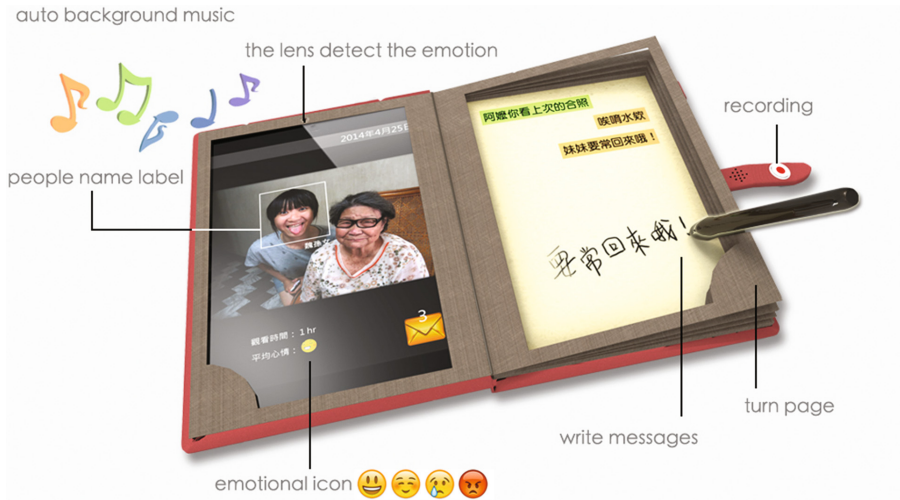 auto background music
the lens detect the emotion
recording
people name label
2014年4月25日
阿嬤你看上次的合照
唉唷水欸
妹妹要常回來哦！
要常回來哦!
3
觀看時間：1 hr
平均心情：
turn page
write messages
emotional icon